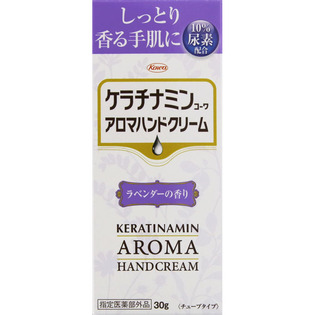 しっとり
香る手肌に
10%
尿素
配合
Kowa
ケラチナミンコーワ
アロマハンドクリーム
ラベンダーの香り
KERATINAMIN
AROMA
HANDCREAM
指定医薬部外品 30g (チューブタイプ)